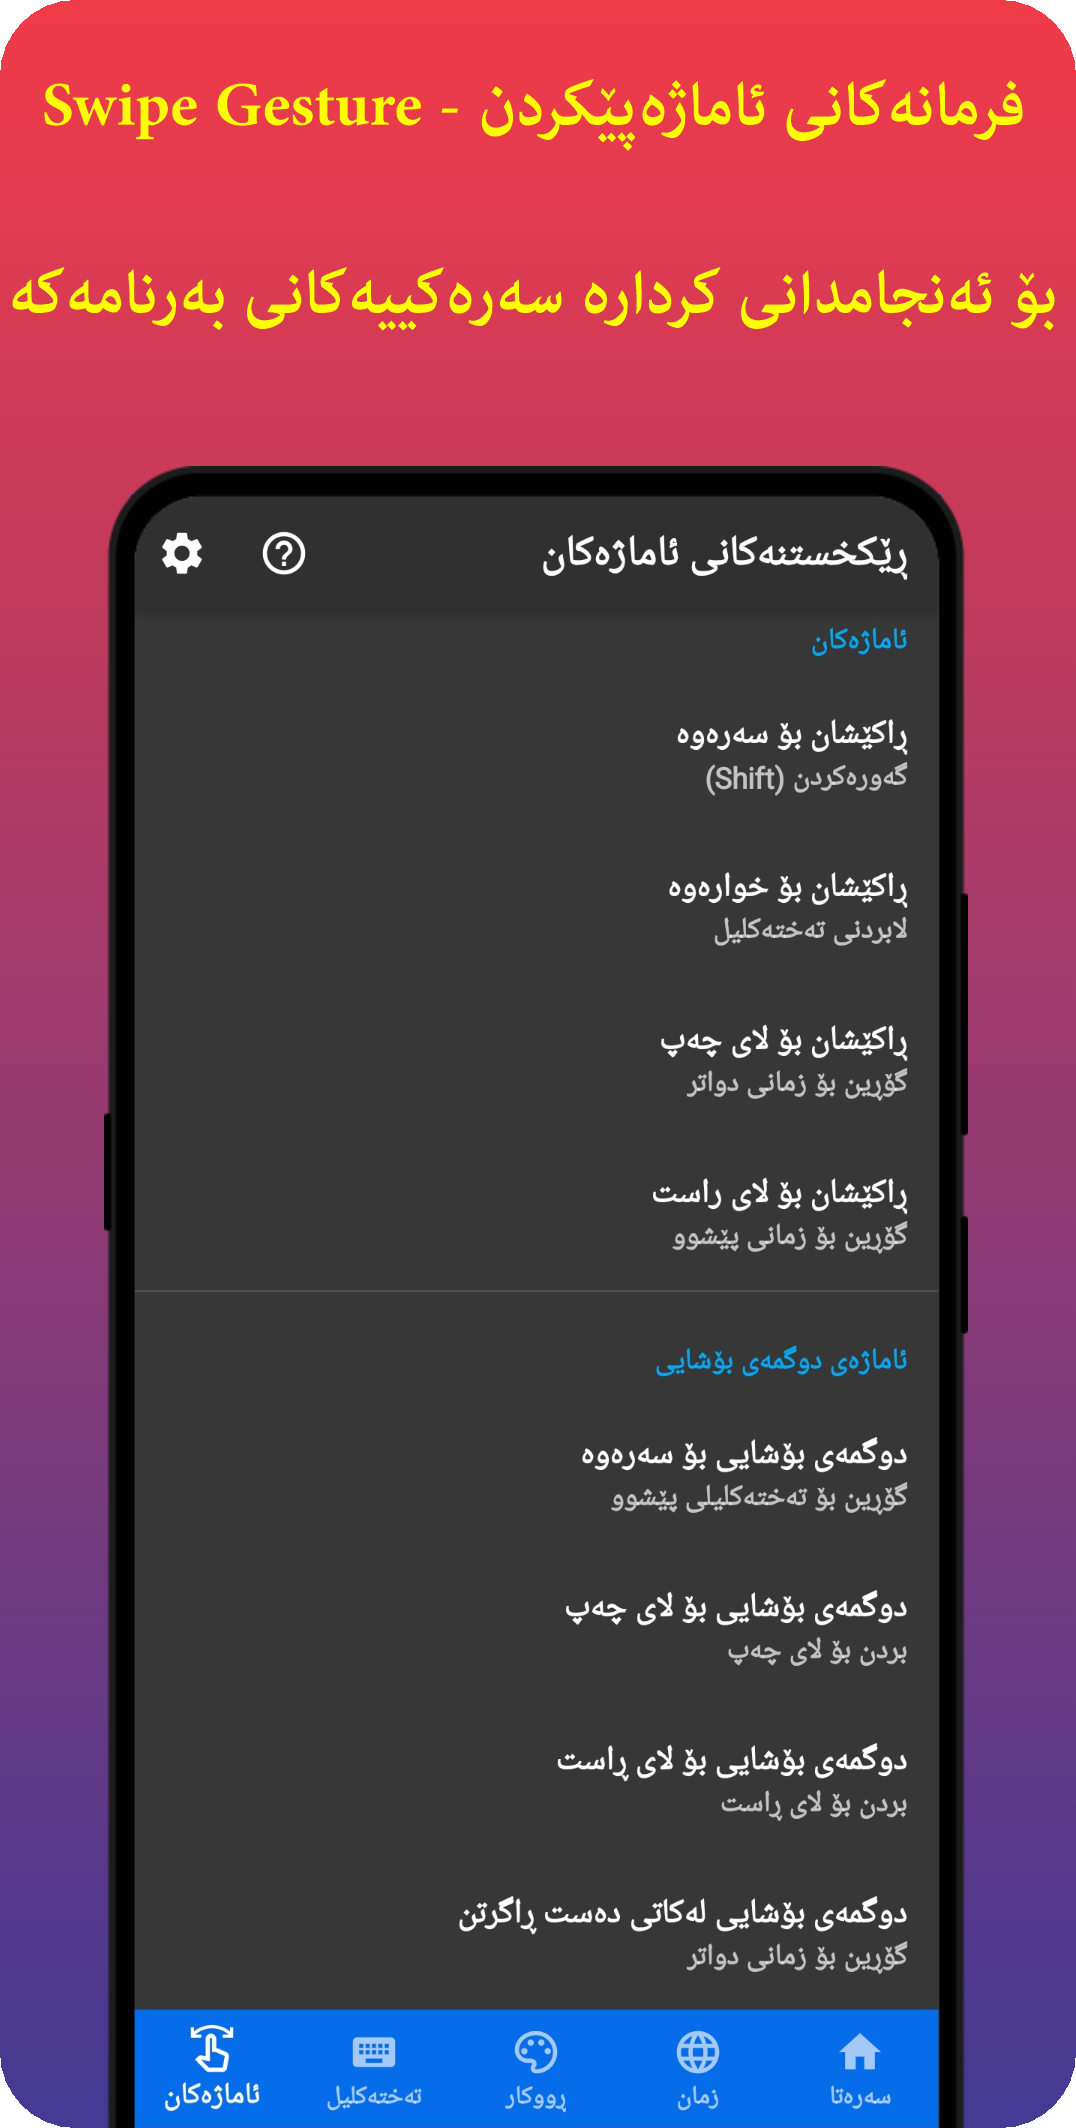 فرمانەکانی ئاماژەپێکردن - Swipe Gesture
بۆ ئەنجامدانی کردارە سەرەکییەکانی بەرنامەکە
ڕێکخستنەکانی ئاماژەکان
ئاماژەکان
ڕاکێشان بۆ سەرەوە
گەورەکردن (Shift)
ڕاکێشان بۆ خوارەوە
لابردنی تەختەکلیل
ڕاکێشان بۆ لای چەپ
گۆڕین بۆ زمانی دواتر
ڕاکێشان بۆ لای راست
گۆڕین بۆ زمانی پێشوو
ئاماژەی دوگمەی بۆشایی
دوگمەی بۆشایی بۆ سەرەوە
گۆڕین بۆ تەختەکلیلی پێشوو
دوگمەی بۆشایی بۆ لای چەپ
بردن بۆ لای چەپ
دوگمەی بۆشایی بۆ لای ڕاست
بردن بۆ لای ڕاست
دوگمەی بۆشایی لەکاتی دەست ڕاگرتن
گۆڕین بۆ زمانی دواتر
سەرەتا
زمان
ڕووکار
تەختەکلیل
ئاماژەکان